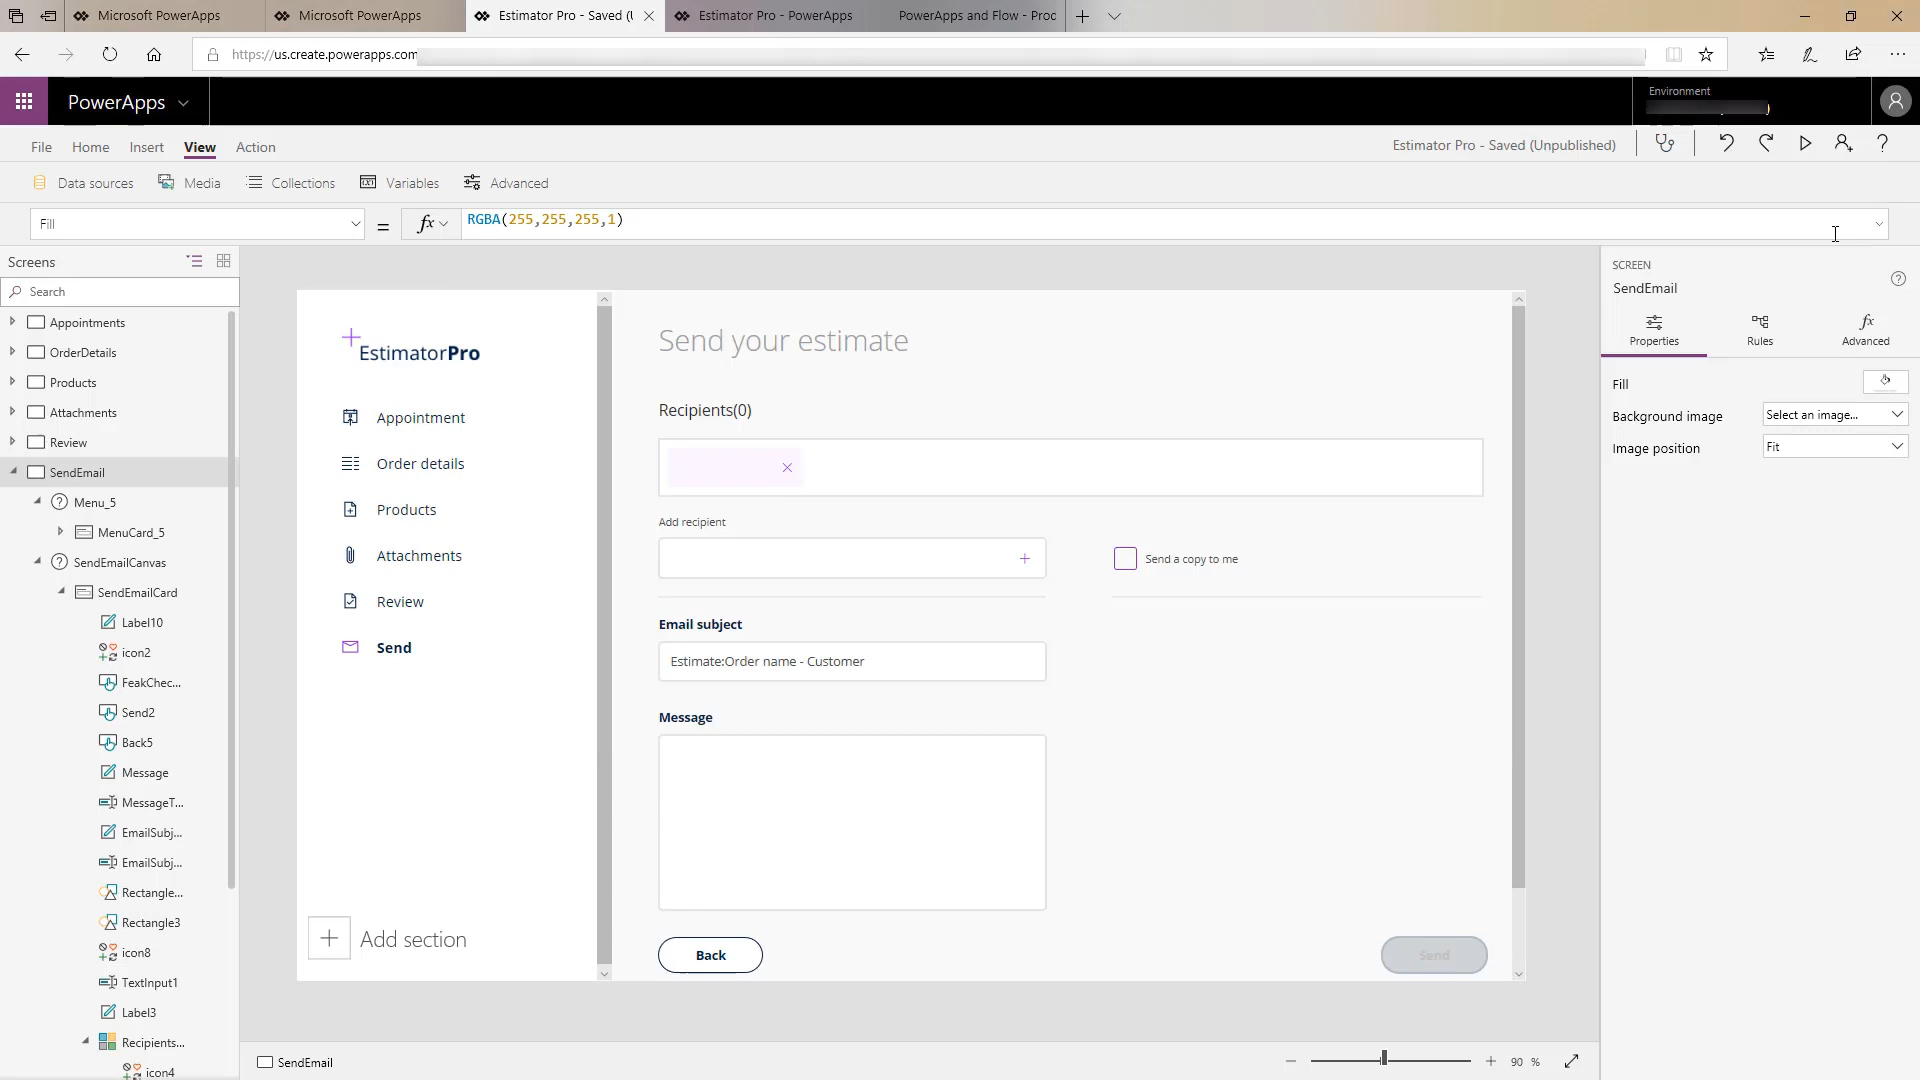 Microsoft PowerApps
Microsoft PowerApps
Estimator Pro - Saved (U
Estimator Pro - PowerApps
PowerApps and Flow - Prod
https://us.create.powerapps.com
PowerApps
Environment
File
Home
Insert
View
Action
Estimator Pro - Saved (Unpublished)
Data sources
Media
Collections
Variables
Advanced
Fill
=
fx
RGBA(255,255,255,1)
Screens
Search
Appointments
OrderDetails
Products
Attachments
Review
SendEmail
Menu_5
MenuCard_5
SendEmailCanvas
SendEmailCard
Label10
icon2
FeakChec...
Send2
Back5
Message
MessageT...
EmailSubj...
EmailSubj...
Rectangle...
Rectangle3
icon8
TextInput1
Label3
Recipients...
icon4
EstimatorPro
Appointment
Order details
Products
Attachments
Review
Send
Add section
Send your estimate
Recipients(0)
Add recipient
Send a copy to me
Email subject
Estimate:Order name - Customer
Message
Back
Send
SCREEN
SendEmail
Properties
Rules
fx
Advanced
Fill
Background image
Select an image...
Image position
Fit
SendEmail
90 %